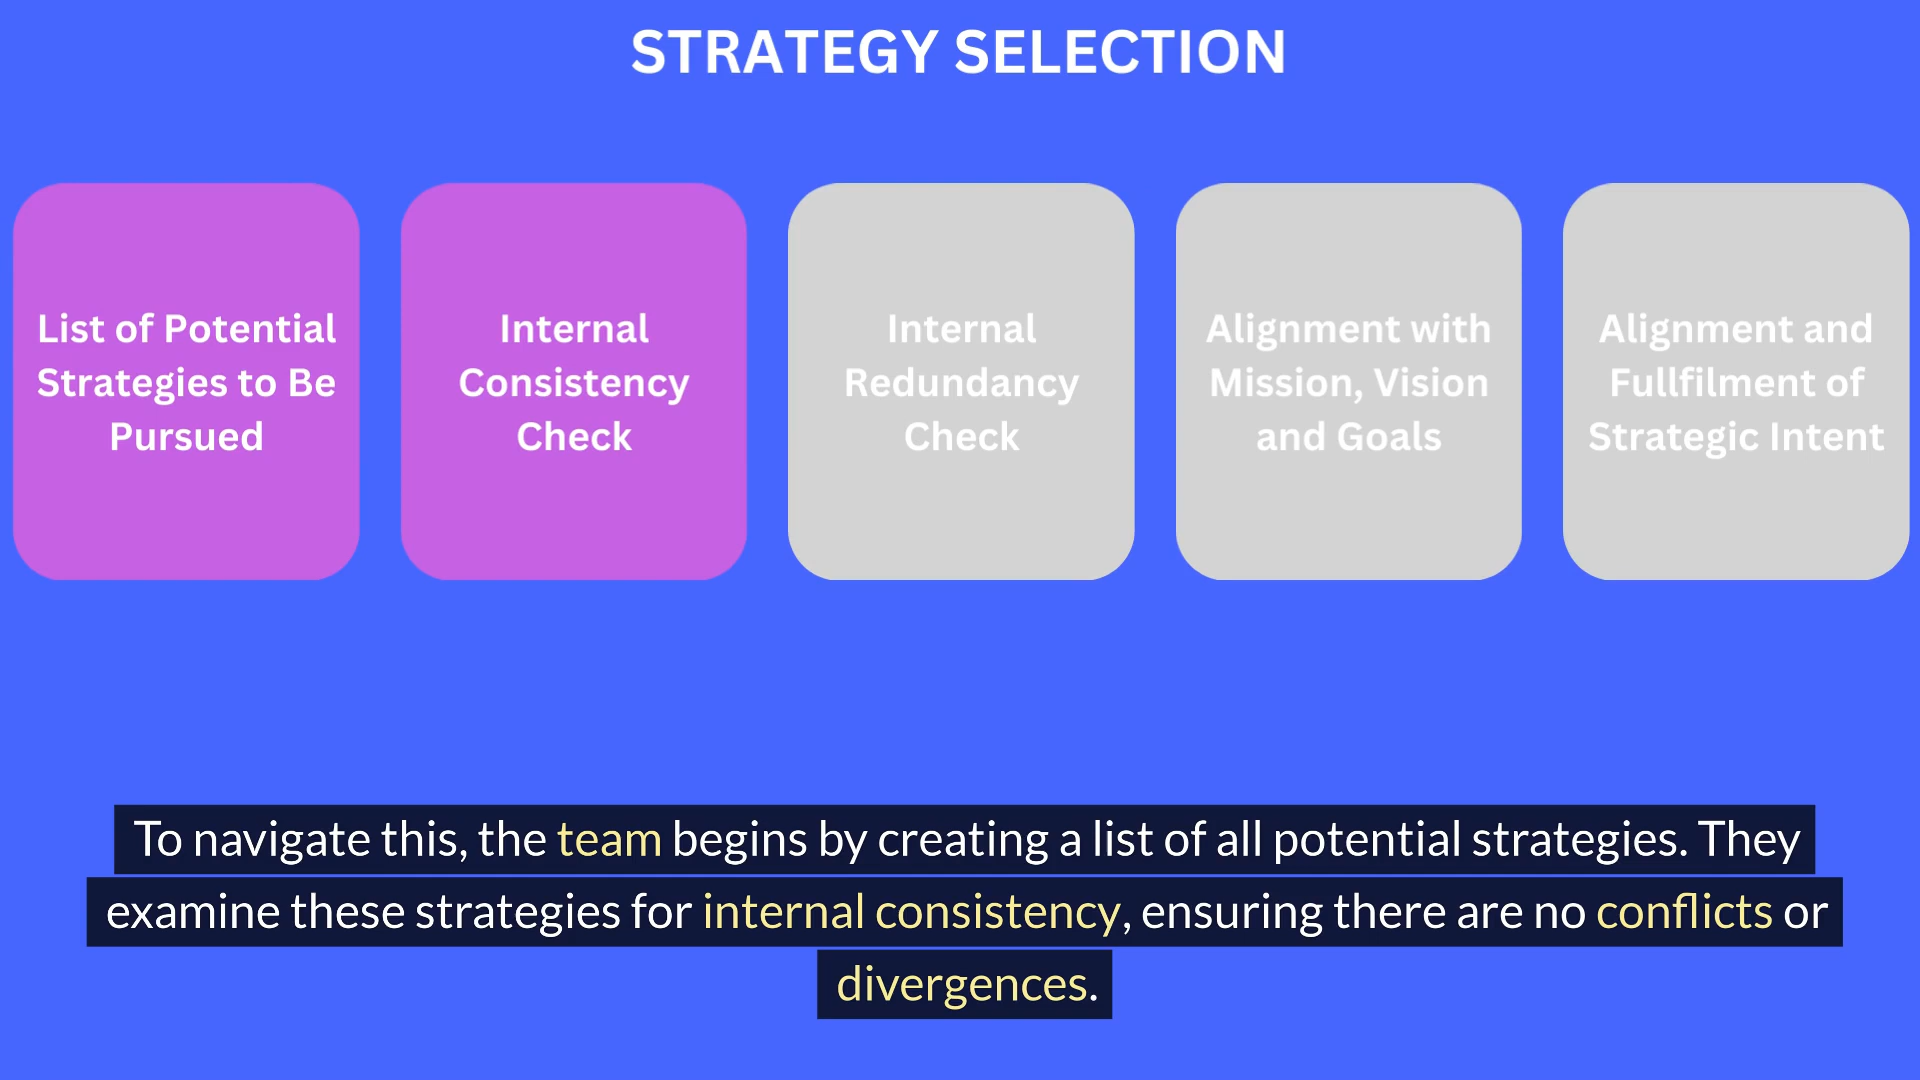 STRATEGY SELECTION
List of Potential
Strategies to Be
Pursued
Internal
Consistency
Check
Internal
Redundancy
Check
Alignment with
Mission, Vision
and Goals
Alignment and
Fullfilment of
Strategic Intent
To navigate this, the team begins by creating a list of all potential strategies. They
examine these strategies for internal consistency, ensuring there are no conflicts or
divergences.